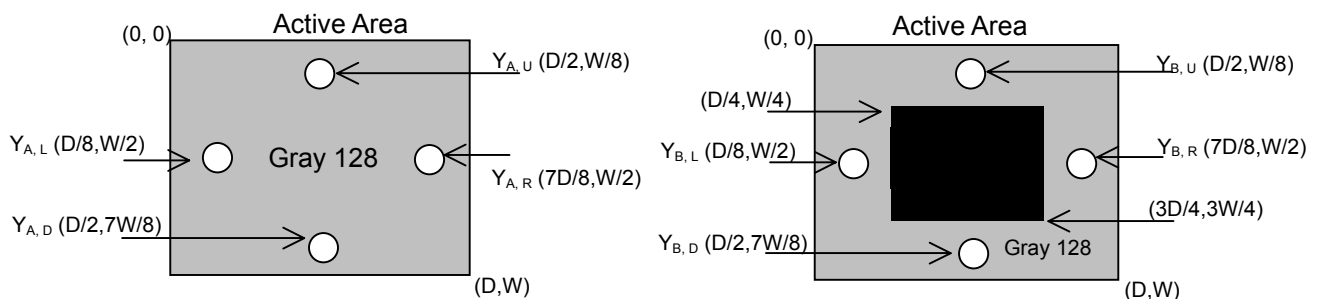 Active Area
(0, 0)
Y_A, U (D/2,W/8)
Y_A, L (D/8,W/2)
Gray 128
Y_A, R (7D/8,W/2)
Y_A, D (D/2,7W/8)
(D,W)
Active Area
(0, 0)
Y_B, U (D/2,W/8)
(D/4,W/4)
Y_B, L (D/8,W/2)
Y_B, R (7D/8,W/2)
(3D/4,3W/4)
Y_B, D (D/2,7W/8)
Gray 128
(D,W)